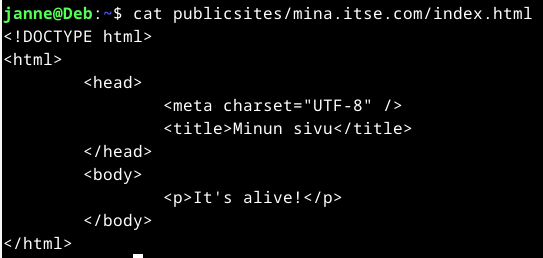 janne@Deb:~$ cat publicsites/mina.itse.com/index.html
<!DOCTYPE html>
<html>
        <head>
                <meta charset="UTF-8" />
                <title>Minun sivu</title>
        </head>
        <body>
                <p>It's alive!</p>
        </body>
</html>